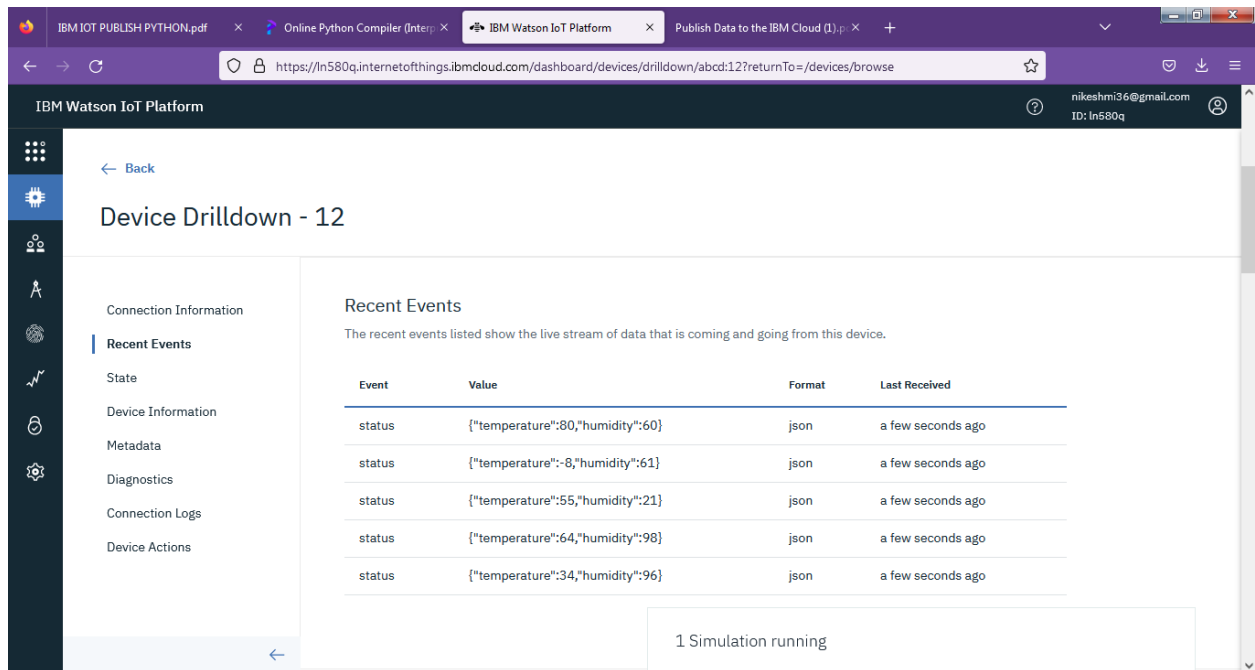 IBM IOT PUBLISH PYTHON.pdf
Online Python Compiler (Interp
IBM Watson IoT Platform
Publish Data to the IBM Cloud (1).pd
https://ln580q.internetofthings.ibmcloud.com/dashboard/devices/drilldown/abcd:12?returnTo=/devices/browse
IBM Watson IoT Platform
nikeshmi36@gmail.com
ID: ln580q
Back
Device Drilldown - 12
Connection Information
Recent Events
State
Device Information
Metadata
Diagnostics
Connection Logs
Device Actions
Recent Events
The recent events listed show the live stream of data that is coming and going from this device.
Event Value Format Last Received
status {"temperature":80,"humidity":60} json a few seconds ago
status {"temperature":-8,"humidity":61} json a few seconds ago
status {"temperature":55,"humidity":21} json a few seconds ago
status {"temperature":64,"humidity":98} json a few seconds ago
status {"temperature":34,"humidity":96} json a few seconds ago
1 Simulation running